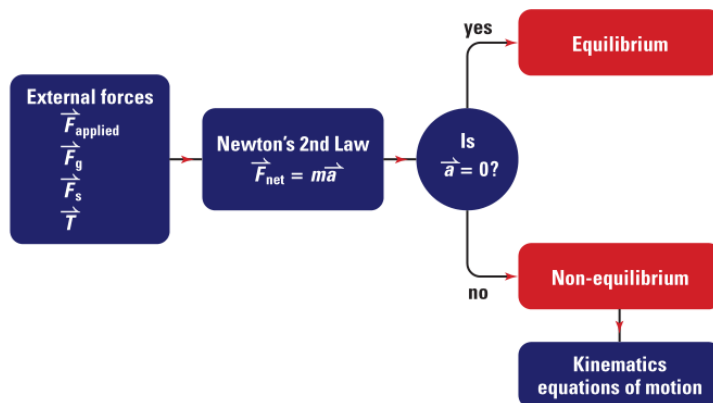 External forces
F⃗applied
F⃗g
F⃗s
T⃗
Newton's 2nd Law
F⃗net = ma⃗
Is
a⃗ = 0?
yes
Equilibrium
no
Non-equilibrium
Kinematics
equations of motion